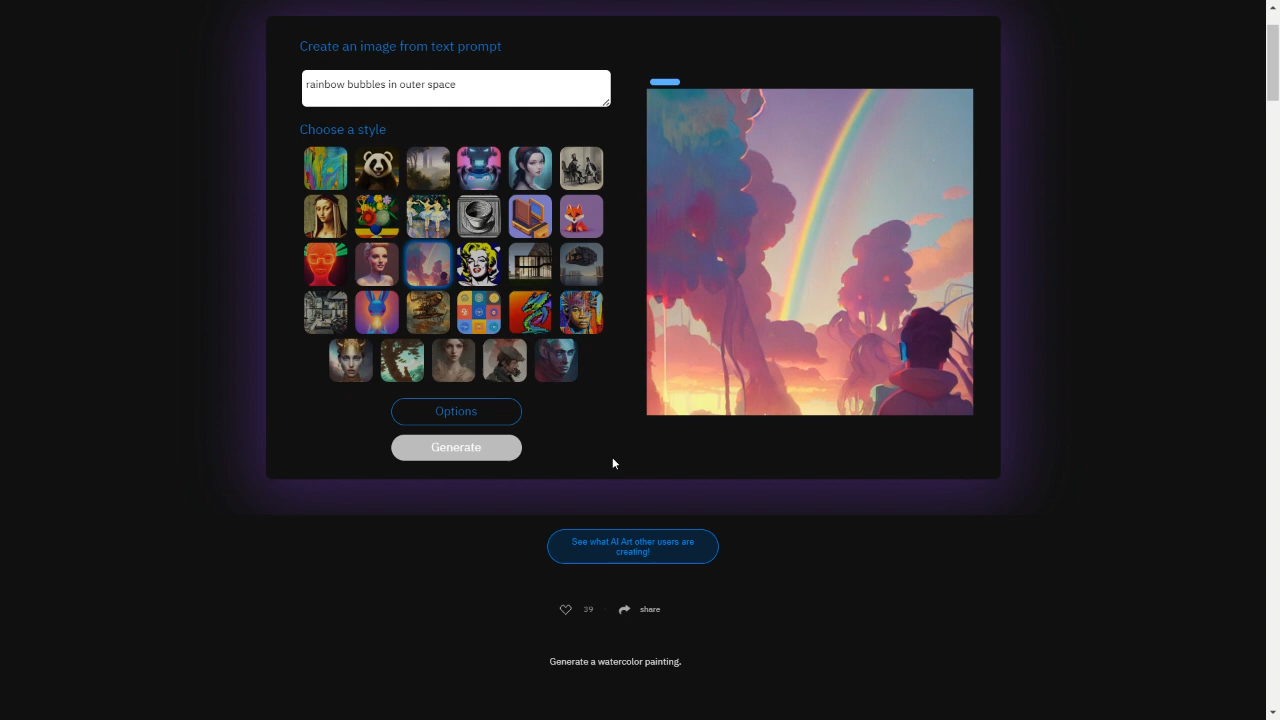 Create an image from text prompt
rainbow bubbles in outer space
Choose a style
Options
Generate
See what AI Art other users are
creating!
39
share
Generate a watercolor painting.